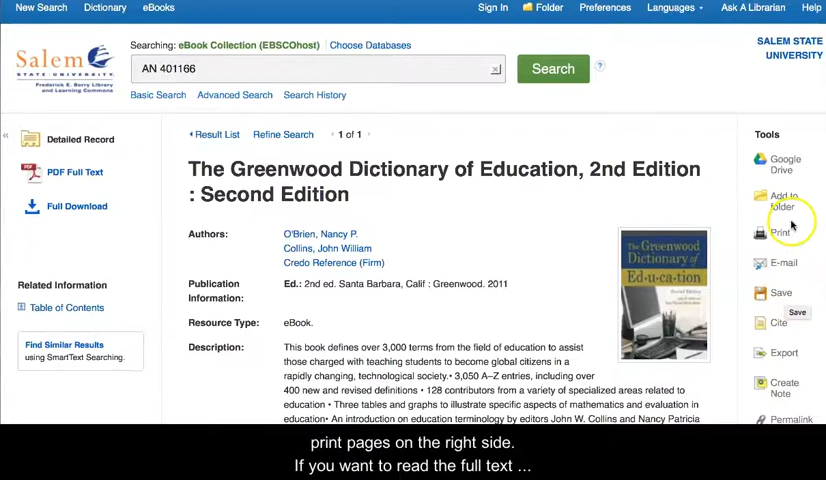 New Search Dictionary eBooks Sign In Folder Preferences Languages Ask A Librarian Help
Salem
STATE UNIVERSITY
Frederick E. Berry Library
and Learning Commons
Searching: eBook Collection (EBSCOhost) Choose Databases
AN 401166
Search
?
Basic Search Advanced Search Search History
SALEM STATE
UNIVERSITY
«
Detailed Record
PDF Full Text
Full Download
Related Information
Table of Contents
Find Similar Results
using SmartText Searching.
Result List Refine Search 1 of 1
The Greenwood Dictionary of Education, 2nd Edition
: Second Edition
Authors: O'Brien, Nancy P.
Collins, John William
Credo Reference (Firm)
Publication Information: Ed.: 2nd ed. Santa Barbara, Calif : Greenwood. 2011
Resource Type: eBook.
Description: This book defines over 3,000 terms from the field of education to assist
those charged with teaching students to become global citizens in a
rapidly changing, technological society.• 3,050 A–Z entries, including over
400 new and revised definitions • 128 contributors from a variety of specialized areas related to
education • Three tables and graphs to illustrate specific aspects of mathematics and evaluation in
education• An introduction on education terminology by editors John W. Collins and Nancy Patricia
The Greenwood
Dictionary of
Ed·u·ca·tion
Second Edition
Tools
Google
Drive
Add to
folder
Print
E-mail
Save
Save
Cite
Export
Create
Note
Permalink
print pages on the right side.
If you want to read the full text ...